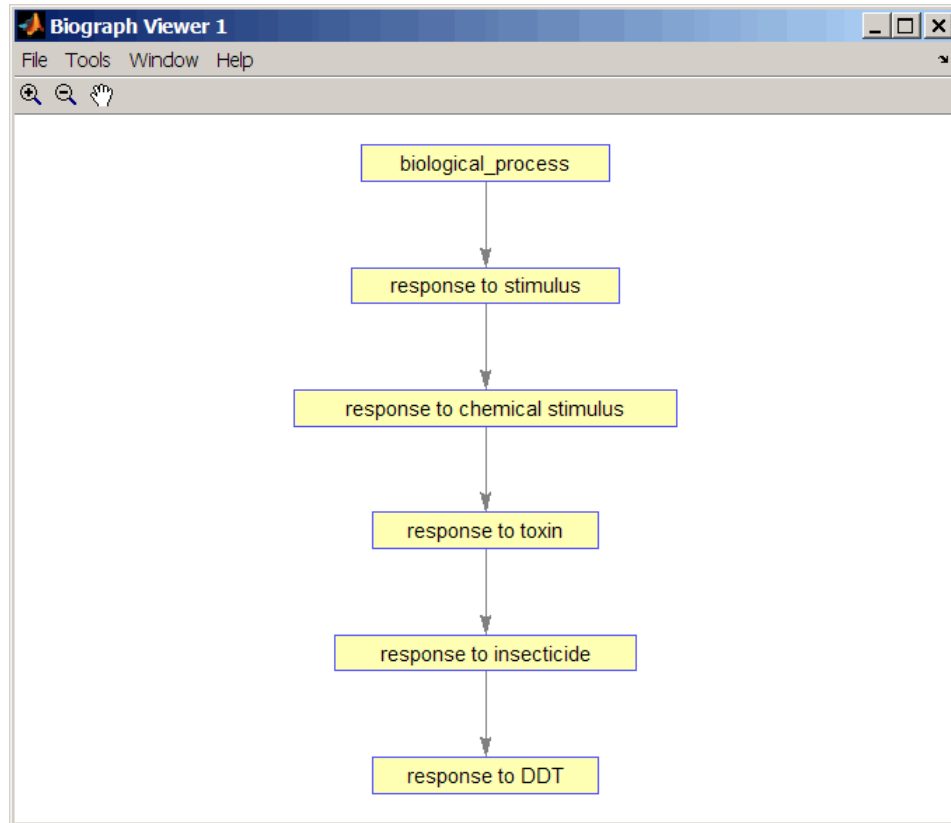 Biograph Viewer 1
File Tools Window Help
biological_process
response to stimulus
response to chemical stimulus
response to toxin
response to insecticide
response to DDT